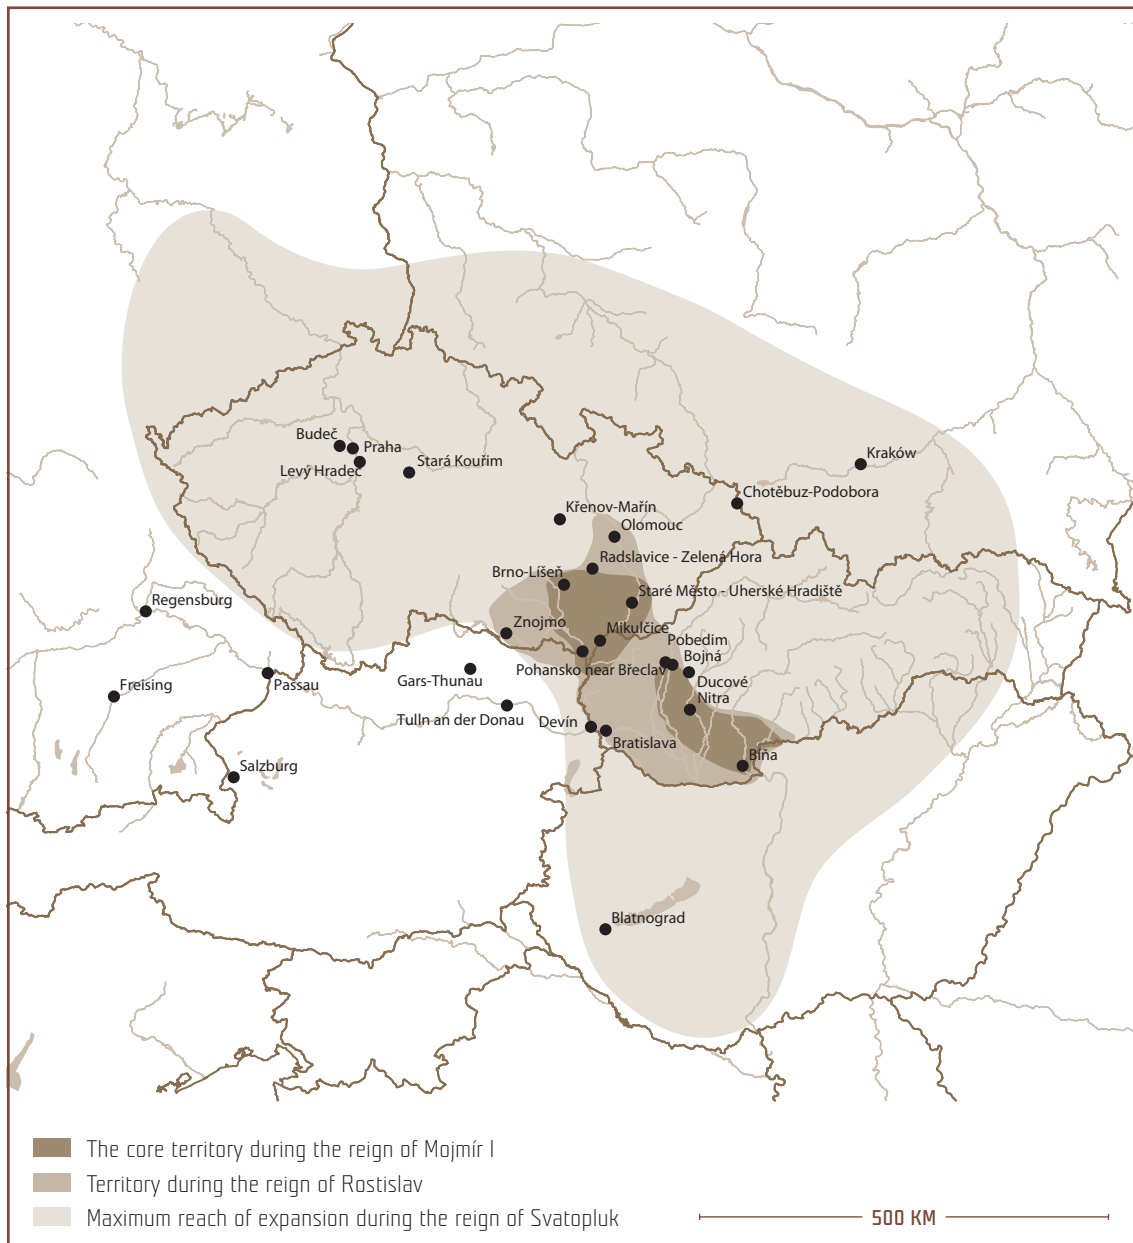 Budeč
Praha
Levý Hradec
Stará Kouřim
Kraków
Chotěbuz-Podobora
Křenov-Mařín
Olomouc
Radslavice - Zelená Hora
Brno-Líšeň
Staré Město - Uherské Hradiště
Regensburg
Znojmo
Mikulčice
Pobedim
Pohansko near Břeclav
Bojná
Gars-Thunau
Freising
Passau
Ducové
Nitra
Tulln an der Donau
Devín
Bratislava
Bíňa
Salzburg
Blatnograd
The core territory during the reign of Mojmír I
Territory during the reign of Rostislav
Maximum reach of expansion during the reign of Svatopluk
500 KM